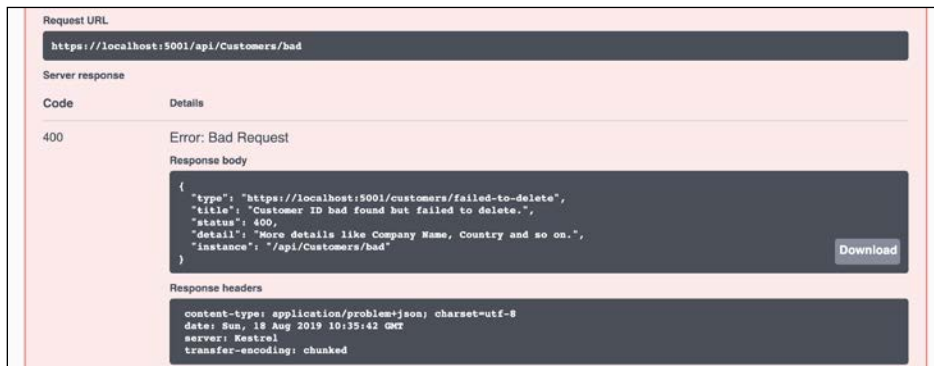 Request URL
https://localhost:5001/api/Customers/bad
Server response
Code Details
400 Error: Bad Request
Response body
{
"type": "https://localhost:5001/customers/failed-to-delete",
"title": "Customer ID bad found but failed to delete.",
"status": 400,
"detail": "More details like Company Name, Country and so on.",
"instance": "/api/Customers/bad"
}
Download
Response headers
content-type: application/problem+json; charset=utf-8
date: Sun, 18 Aug 2019 10:35:42 GMT
server: Kestrel
transfer-encoding: chunked